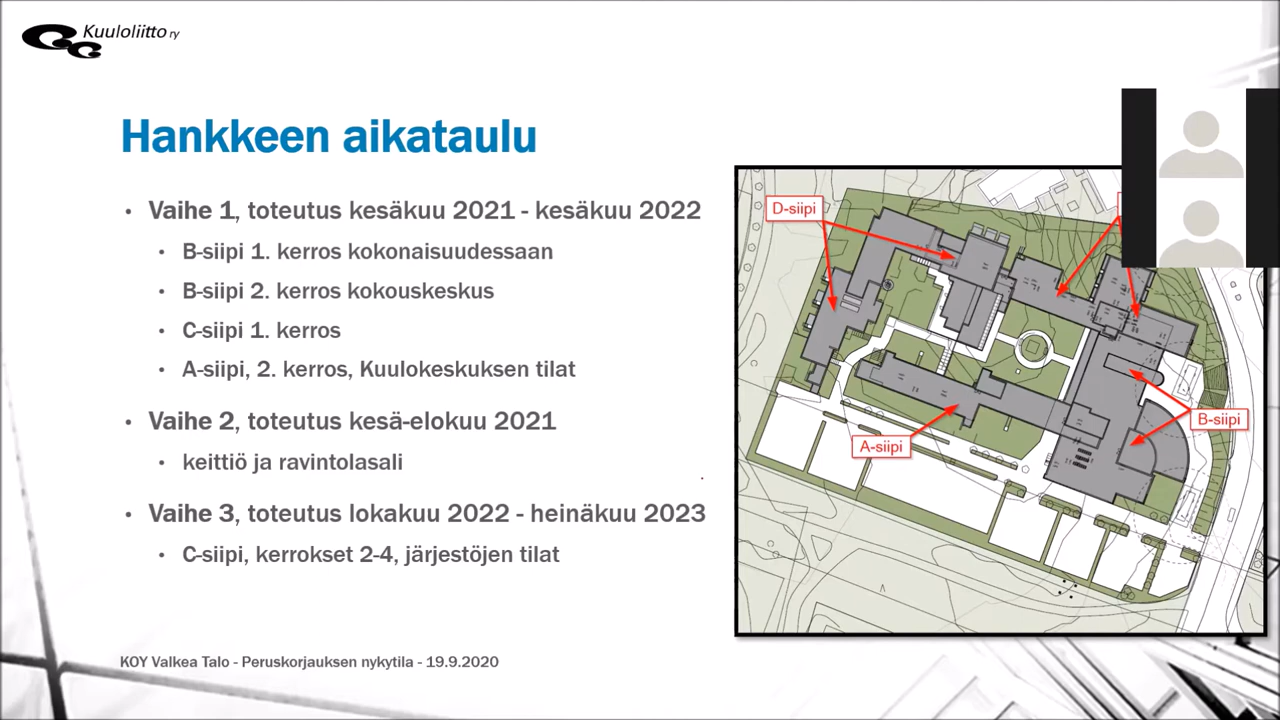 Kuuloliitto ry
Hankkeen aikataulu
• Vaihe 1, toteutus kesäkuu 2021 - kesäkuu 2022
• B-siipi 1. kerros kokonaisuudessaan
• B-siipi 2. kerros kokouskeskus
• C-siipi 1. kerros
• A-siipi, 2. kerros, Kuulokeskuksen tilat
• Vaihe 2, toteutus kesä-elokuu 2021
• keittiö ja ravintolasali
• Vaihe 3, toteutus lokakuu 2022 - heinäkuu 2023
• C-siipi, kerrokset 2-4, järjestöjen tilat
D-siipi
B-siipi
A-siipi
KOY Valkea Talo - Peruskorjauksen nykytila - 19.9.2020